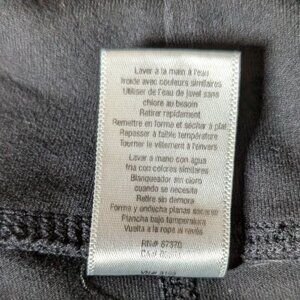 Laver à la main à l'eau
froide avec couleurs similaires
Utiliser de l'eau de javel sans
chlore au besoin
Retirer rapidement
Remettre en forme et sécher à plat
Repasser à faible température
Tourner le vêtement à l'envers
Lavar a mano con agua
fria con colores similares
Blanqueador sin cloro
cuando se necesite
Retire sin demora
Forma y
planas secarse
Plancha bajo temperatura
Vuelta a la ropa al revés
RN# 67370